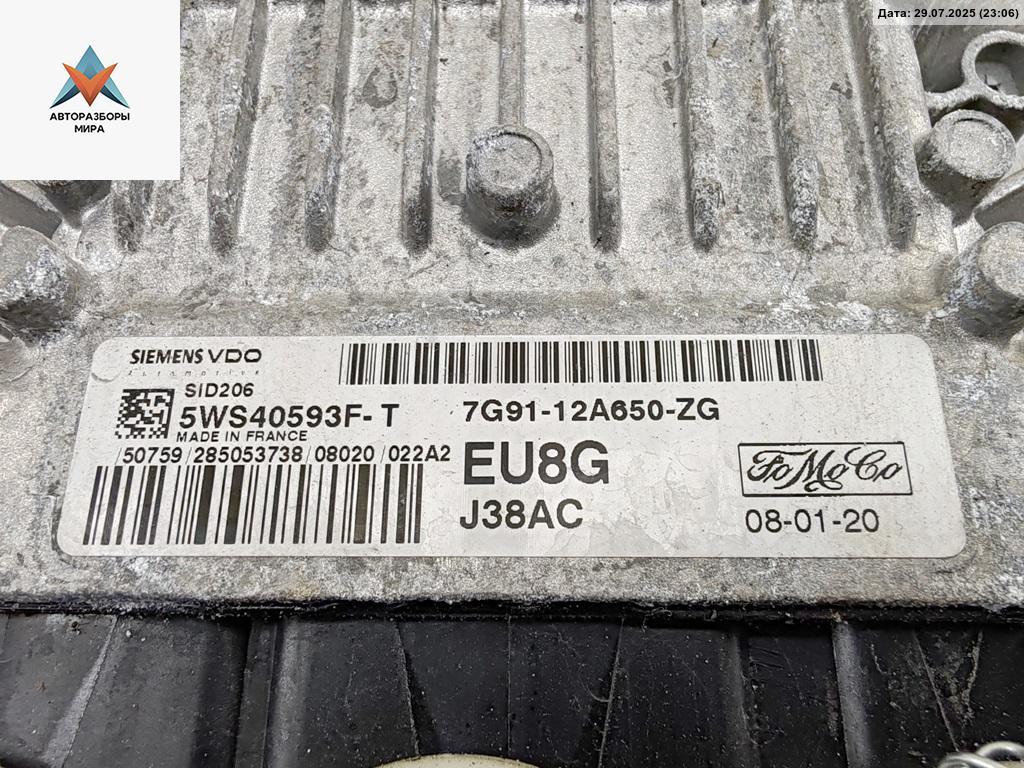 Дата: 29.07.2025 (23:06)
АВТОРАЗБОРЫ
МИРА
SIEMENS VDO
Automotive
SID206
5WS40593F-T
7G91-12A650-ZG
MADE IN FRANCE
/50759/285053738/08020/022A2
EU8G
FoMoCo
J38AC
08-01-20